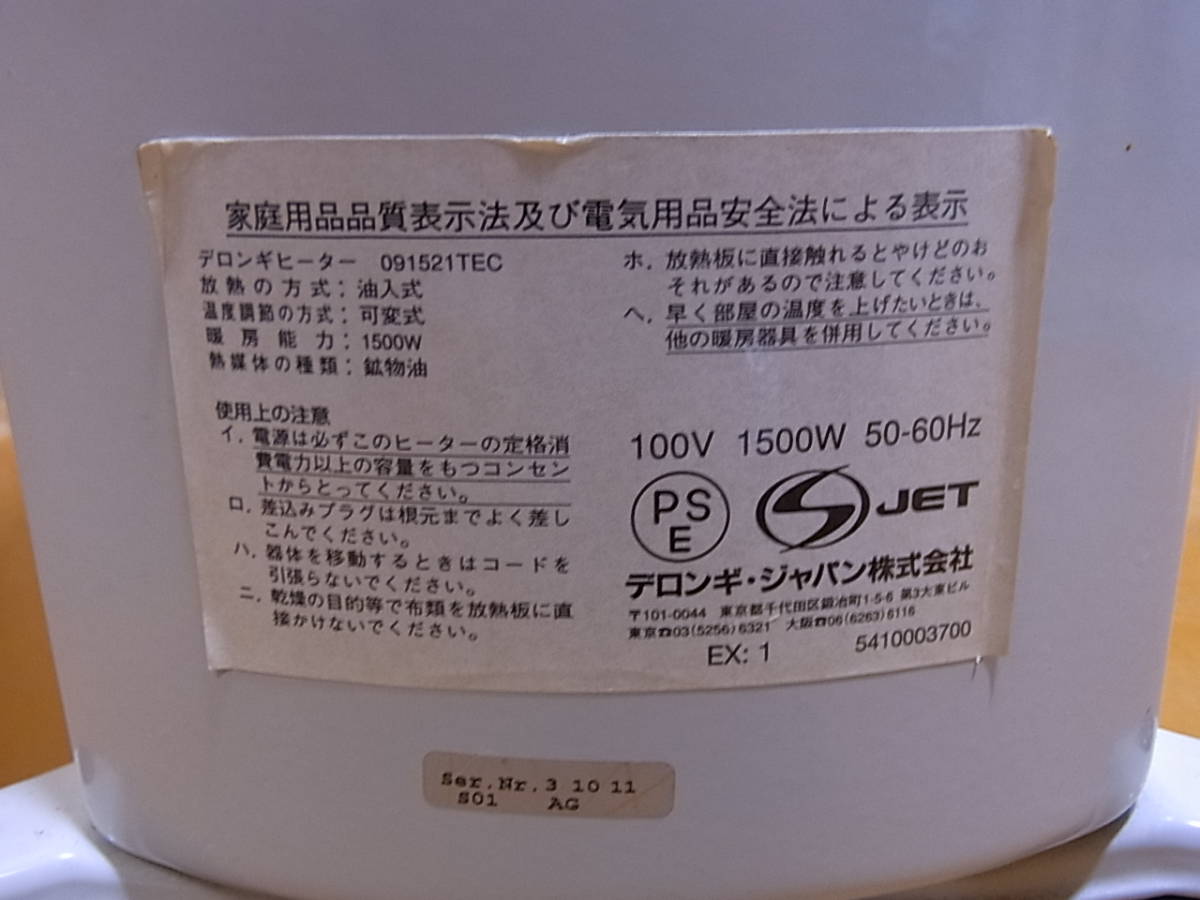 家庭用品品質表示法及び電気用品安全法による表示
デロンギヒーター 091521TEC
放熱の方式：油入式
温度調節の方式：可変式
暖房能力：1500W
熱媒体の種類：鉱物油
使用上の注意
イ．電源は必ずこのヒーターの定格消
費電力以上の容量をもつコンセン
トからとってください。
ロ．差込みプラグは根元までよく差し
こんでください。
ハ．器体を移動するときはコードを
引張らないでください。
ニ．乾燥の目的等で布類を放熱板に直
接かけないでください。
ホ．放熱板に直接触れるとやけどのお
それがあるので注意してください。
ヘ．早く部屋の温度を上げたいときは、
他の暖房器具を併用してください。
100V 1500W 50-60Hz
PS
E
JET
デロンギ・ジャパン株式会社
〒101-0044 東京都千代田区鍛冶町1-5-6 第3大東ビル
東京☎03(5256)6321 大阪☎06(6263)6116
EX: 1 5410003700
Ser.Nr.3 10 11
S01 AG